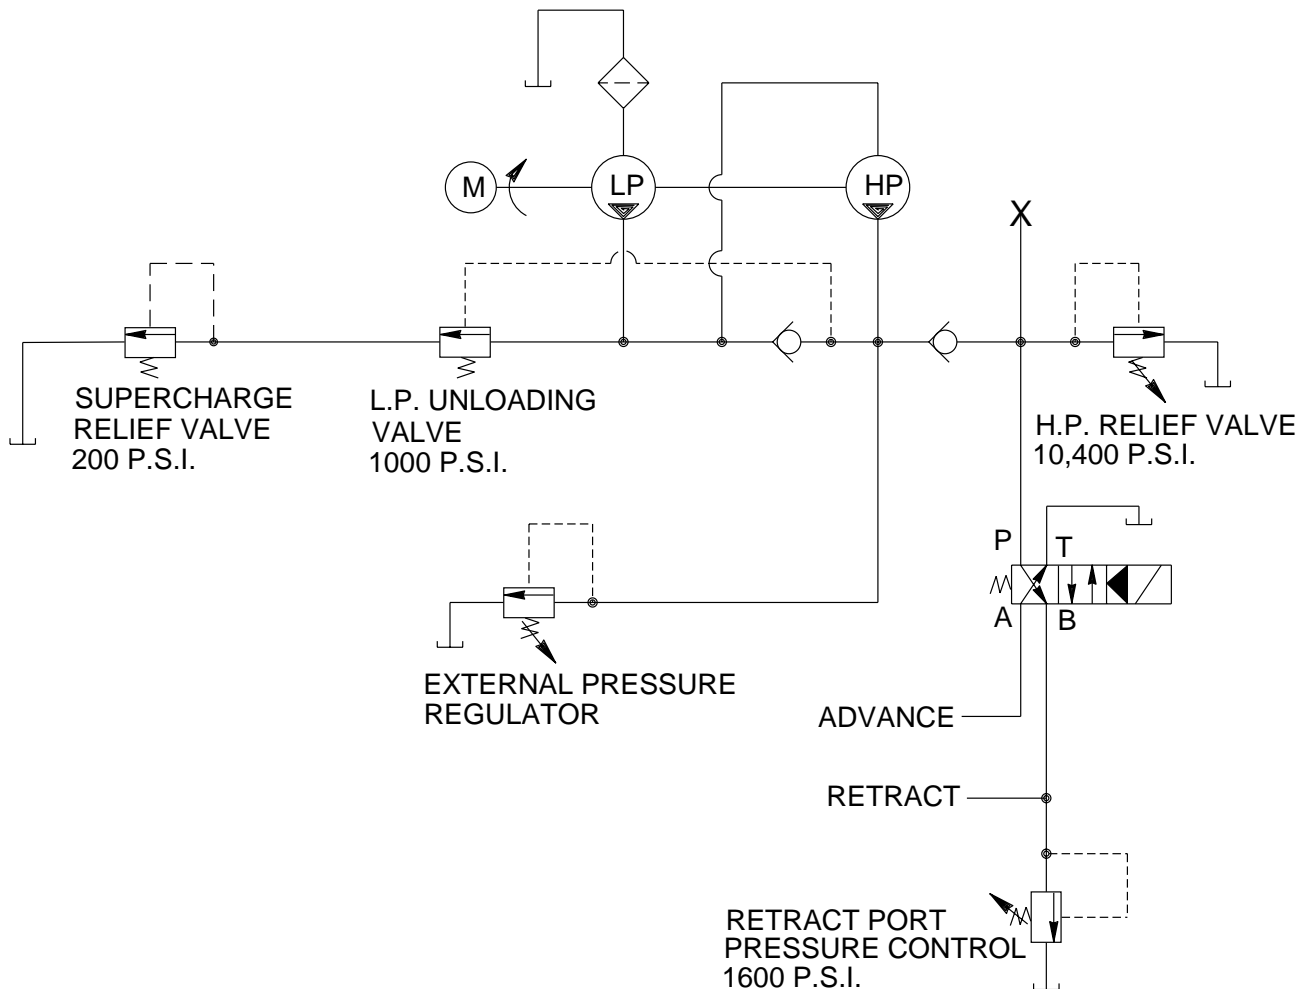 M
LP
HP
X
SUPERCHARGE
RELIEF VALVE
200 P.S.I.
L.P. UNLOADING
VALVE
1000 P.S.I.
H.P. RELIEF VALVE
10,400 P.S.I.
P
T
A
B
EXTERNAL PRESSURE
REGULATOR
ADVANCE
RETRACT
RETRACT PORT
PRESSURE CONTROL
1600 P.S.I.